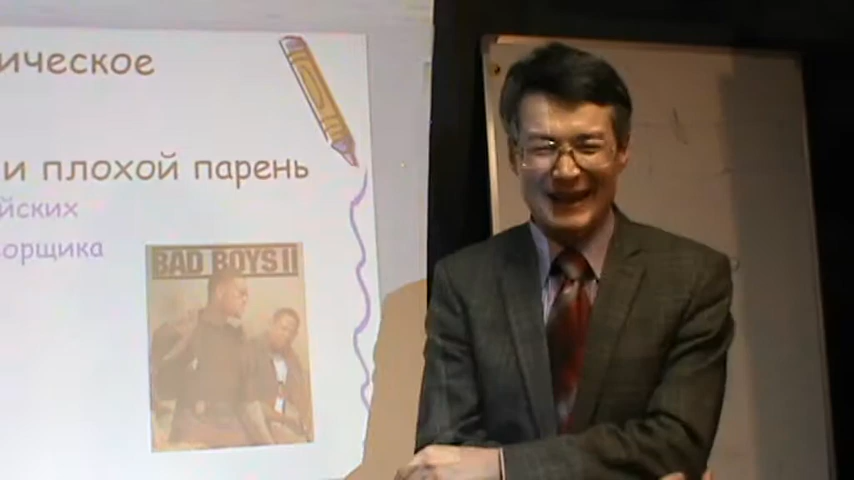 ическое
и плохой парень
йских
орщика
BAD BOYS II